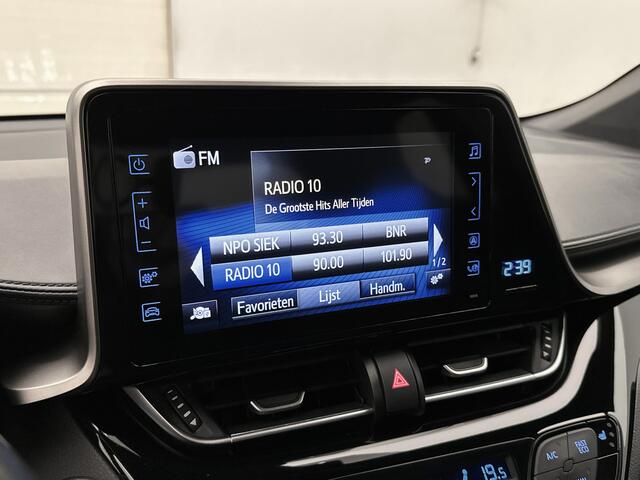 FM
RADIO 10
De Grootste Hits Aller Tijden
NPO SIEK 93.30 BNR
RADIO 10 90.00 101.90
1/2
Favorieten Lijst Handm.
2:39
A/C FAST ECO
19.5